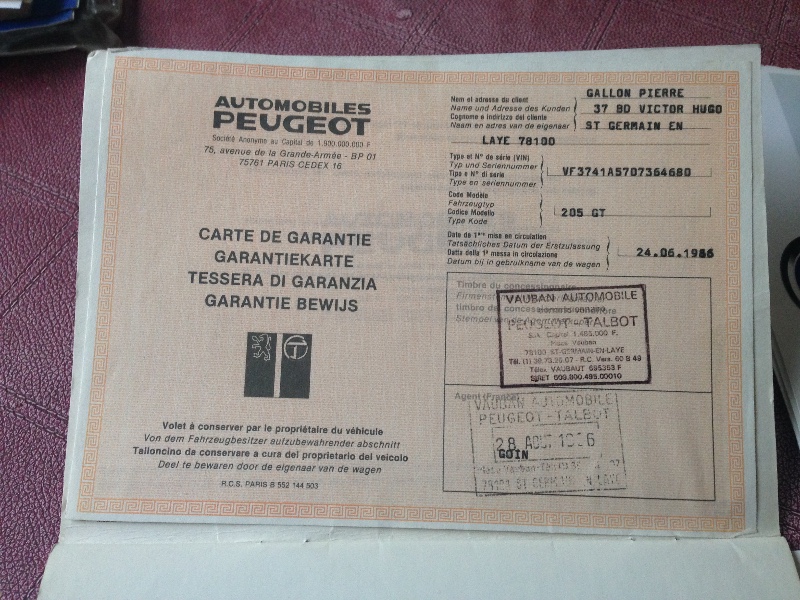 AUTOMOBILES
PEUGEOT
Société Anonyme au Capital de 1.900.000.000 F
75, avenue de la Grande-Armée - BP 01
75761 PARIS CEDEX 16
CARTE DE GARANTIE
GARANTIEKARTE
TESSERA DI GARANZIA
GARANTIE BEWIJS
Volet à conserver par le propriétaire du véhicule
Von dem Fahrzeugbesitzer aufzubewahrender abschnitt
Talloncino da conservare a cura del proprietario del veicolo
Deel te bewaren door de eigenaar van de wagen
R.C.S. PARIS B 552 144 503
Nom et adresse du client
Name und Adresse des Kunden
Cognome e indirizzo del cliente
Naam en adres van de eigenaar
GALLON PIERRE
37 BD VICTOR HUGO
ST GERMAIN EN
LAYE 78100
Type et N° de série (VIN)
Typ und Seriennummer
Tipo e N° di serie
Type en seriennummer
VF3741A5707364680
Code Modèle
Fahrzeugtyp
Codice Modello
Type Kode
205 GT
Date de 1ère mise en circulation
Tatsächliches Datum der Erstzulassung
Datta della 1ª messa in circolazione
Datum bij in gebruikname van de wagen
24.06.1986
Timbre du concessionnaire
VAUBAN AUTOMOBILE
PEUGEOT - TALBOT
Place Vauban
78100 ST-GERMAIN-EN-LAYE
Agent (France)
VAUBAN AUTOMOBILE
PEUGEOT - TALBOT
GOIN